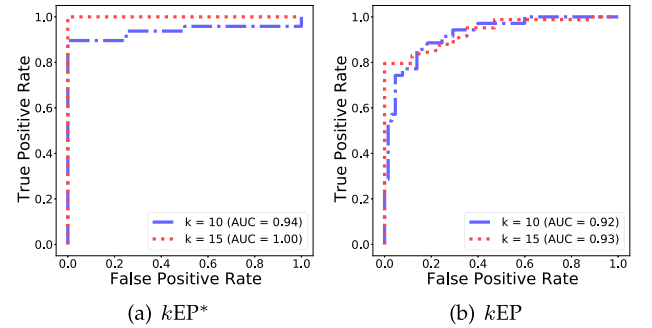 True Positive Rate
1.0
0.8
0.6
0.4
0.2
0.0
k = 10 (AUC = 0.94)
k = 15 (AUC = 1.00)
0.0 0.2 0.4 0.6 0.8 1.0
False Positive Rate
(a) kEP*
True Positive Rate
1.0
0.8
0.6
0.4
0.2
0.0
k = 10 (AUC = 0.92)
k = 15 (AUC = 0.93)
0.0 0.2 0.4 0.6 0.8 1.0
False Positive Rate
(b) kEP